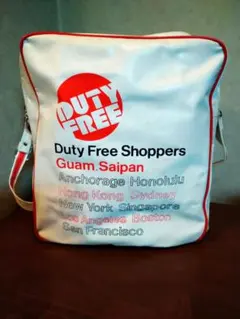 DUTY
FREE
Duty Free Shoppers
Guam.Saipan
Anchorage Honolulu
Hong Kong Sydney
New York Singapore
Los Angeles Boston
San Francisco